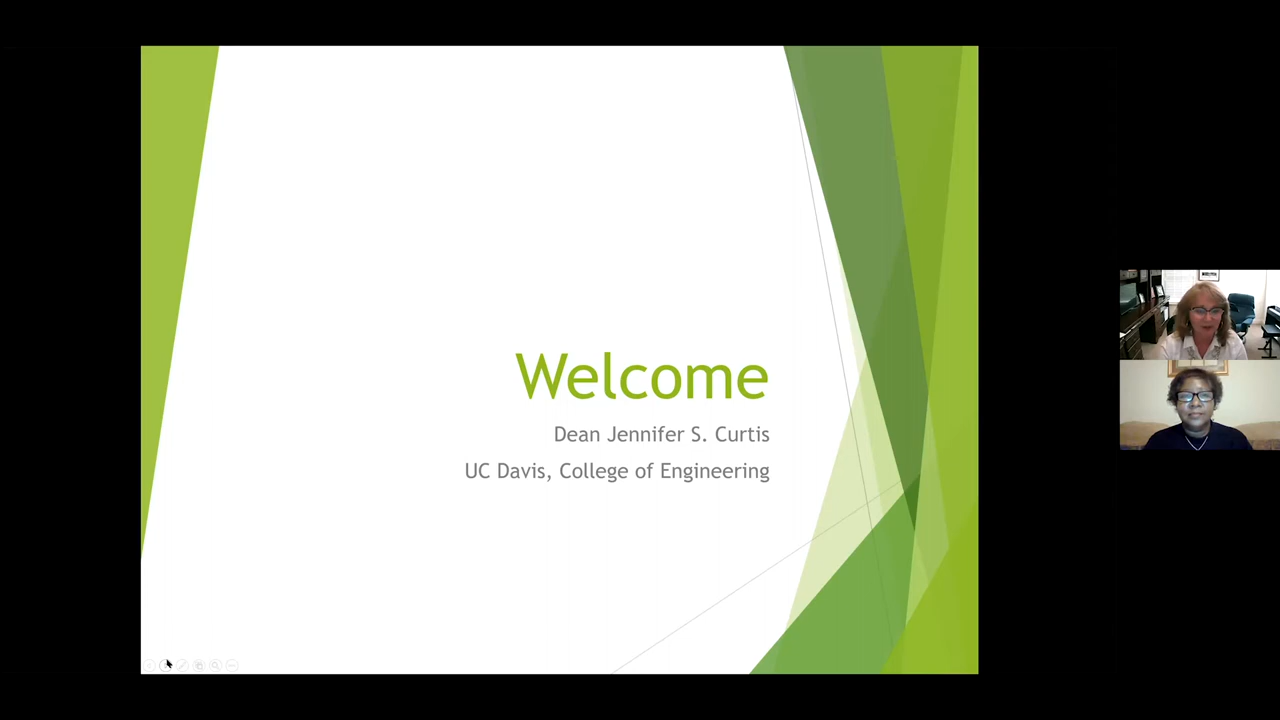 Welcome
Dean Jennifer S. Curtis
UC Davis, College of Engineering